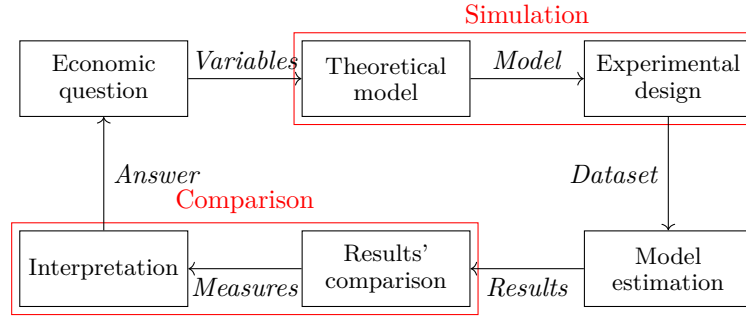 Simulation
Economic
question
Variables
Theoretical
model
Model
Experimental
design
Answer
Dataset
Comparison
Interpretation
Measures
Results’
comparison
Results
Model
estimation